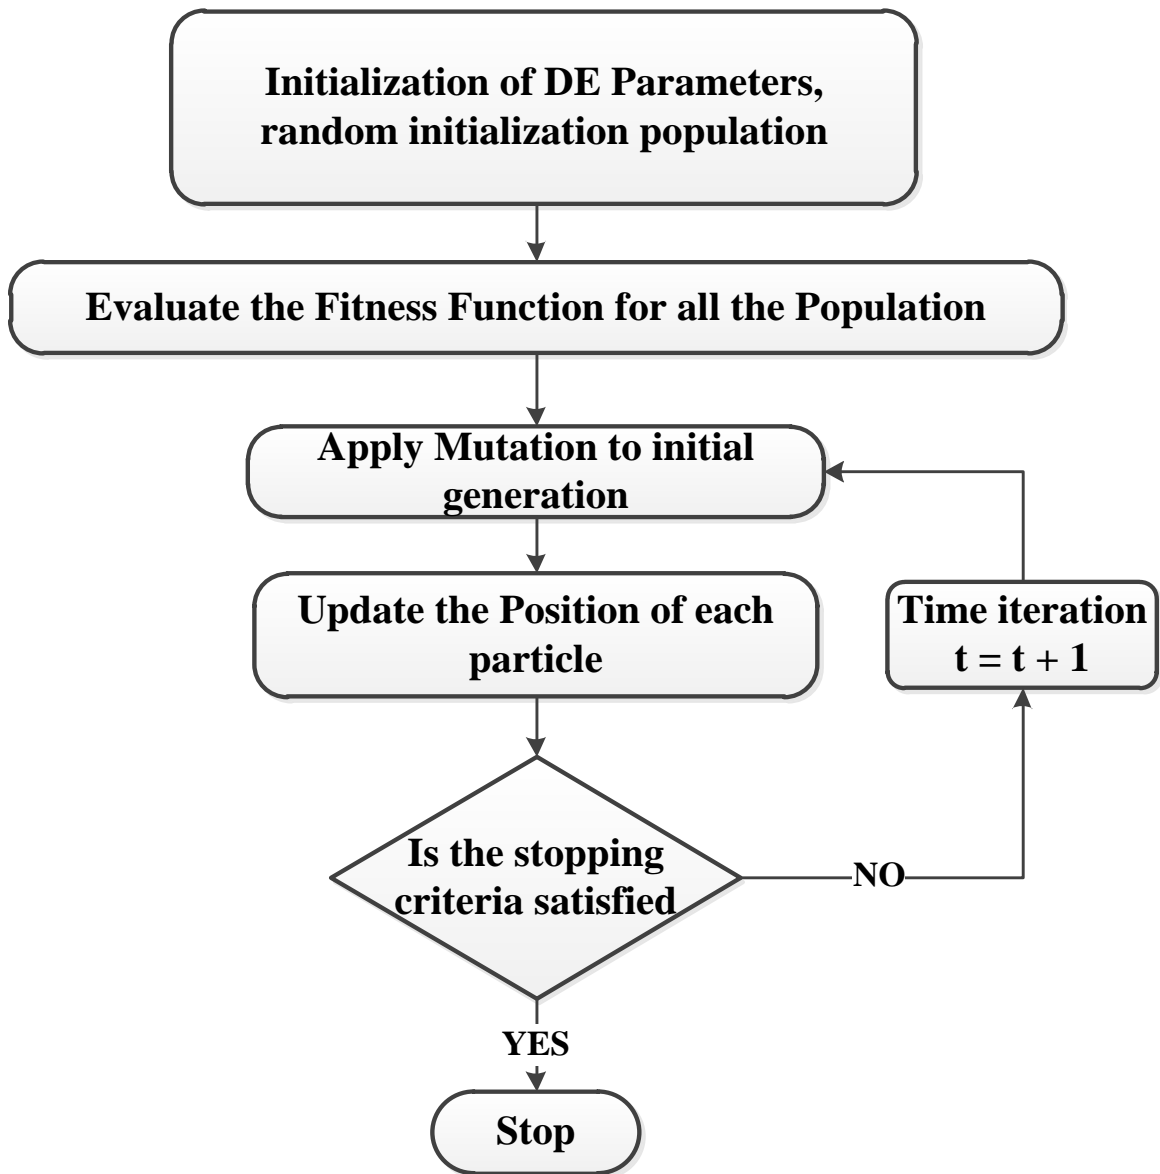 Initialization of DE Parameters,
random initialization population
Evaluate the Fitness Function for all the Population
Apply Mutation to initial
generation
Update the Position of each
particle
Time iteration
t = t + 1
Is the stopping
criteria satisfied
NO
YES
Stop